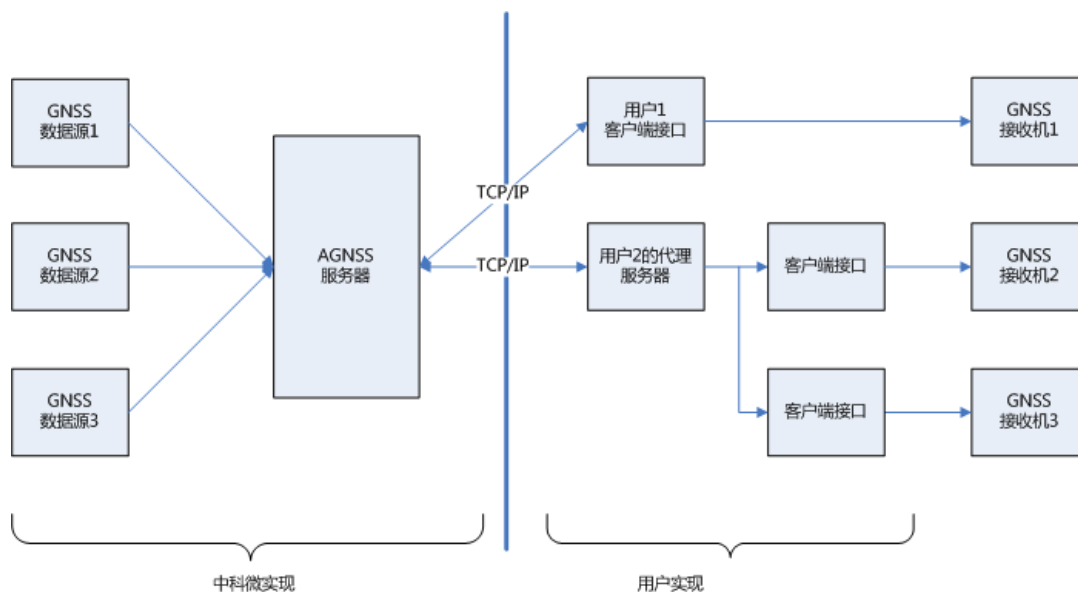 GNSS
数据源1
GNSS
数据源2
GNSS
数据源3
AGNSS
服务器
TCP/IP
TCP/IP
用户1
客户端接口
用户2的代理
服务器
客户端接口
客户端接口
GNSS
接收机1
GNSS
接收机2
GNSS
接收机3
中科微实现
用户实现